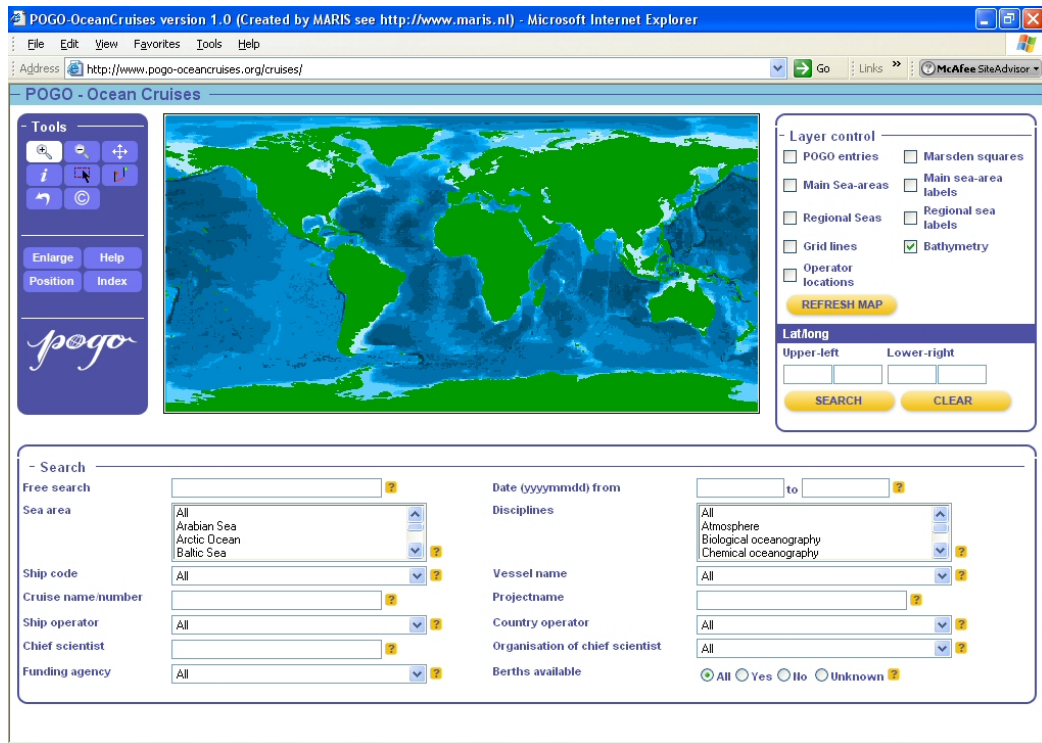 POGO-OceanCruises version 1.0 (Created by MARIS see http://www.maris.nl) - Microsoft Internet Explorer
File Edit View Favorites Tools Help
Address http://www.pogo-oceancruises.org/cruises/ Go Links » McAfee SiteAdvisor
POGO - Ocean Cruises
Tools
i
©
Enlarge Help
Position Index
pogo
Layer control
POGO entries Marsden squares
Main Sea-areas Main sea-area labels
Regional Seas Regional sea labels
Grid lines Bathymetry
Operator locations
REFRESH MAP
Lat/long
Upper-left Lower-right
SEARCH CLEAR
Search
Free search ? Date (yyyymmdd) from to ?
Sea area Disciplines
All All
Arabian Sea Atmosphere
Arctic Ocean Biological oceanography
Baltic Sea ? Chemical oceanography ?
Ship code All ? Vessel name All ?
Cruise name/number ? Projectname ?
Ship operator All ? Country operator All ?
Chief scientist ? Organisation of chief scientist All ?
Funding agency All ? Berths available All Yes No Unknown ?